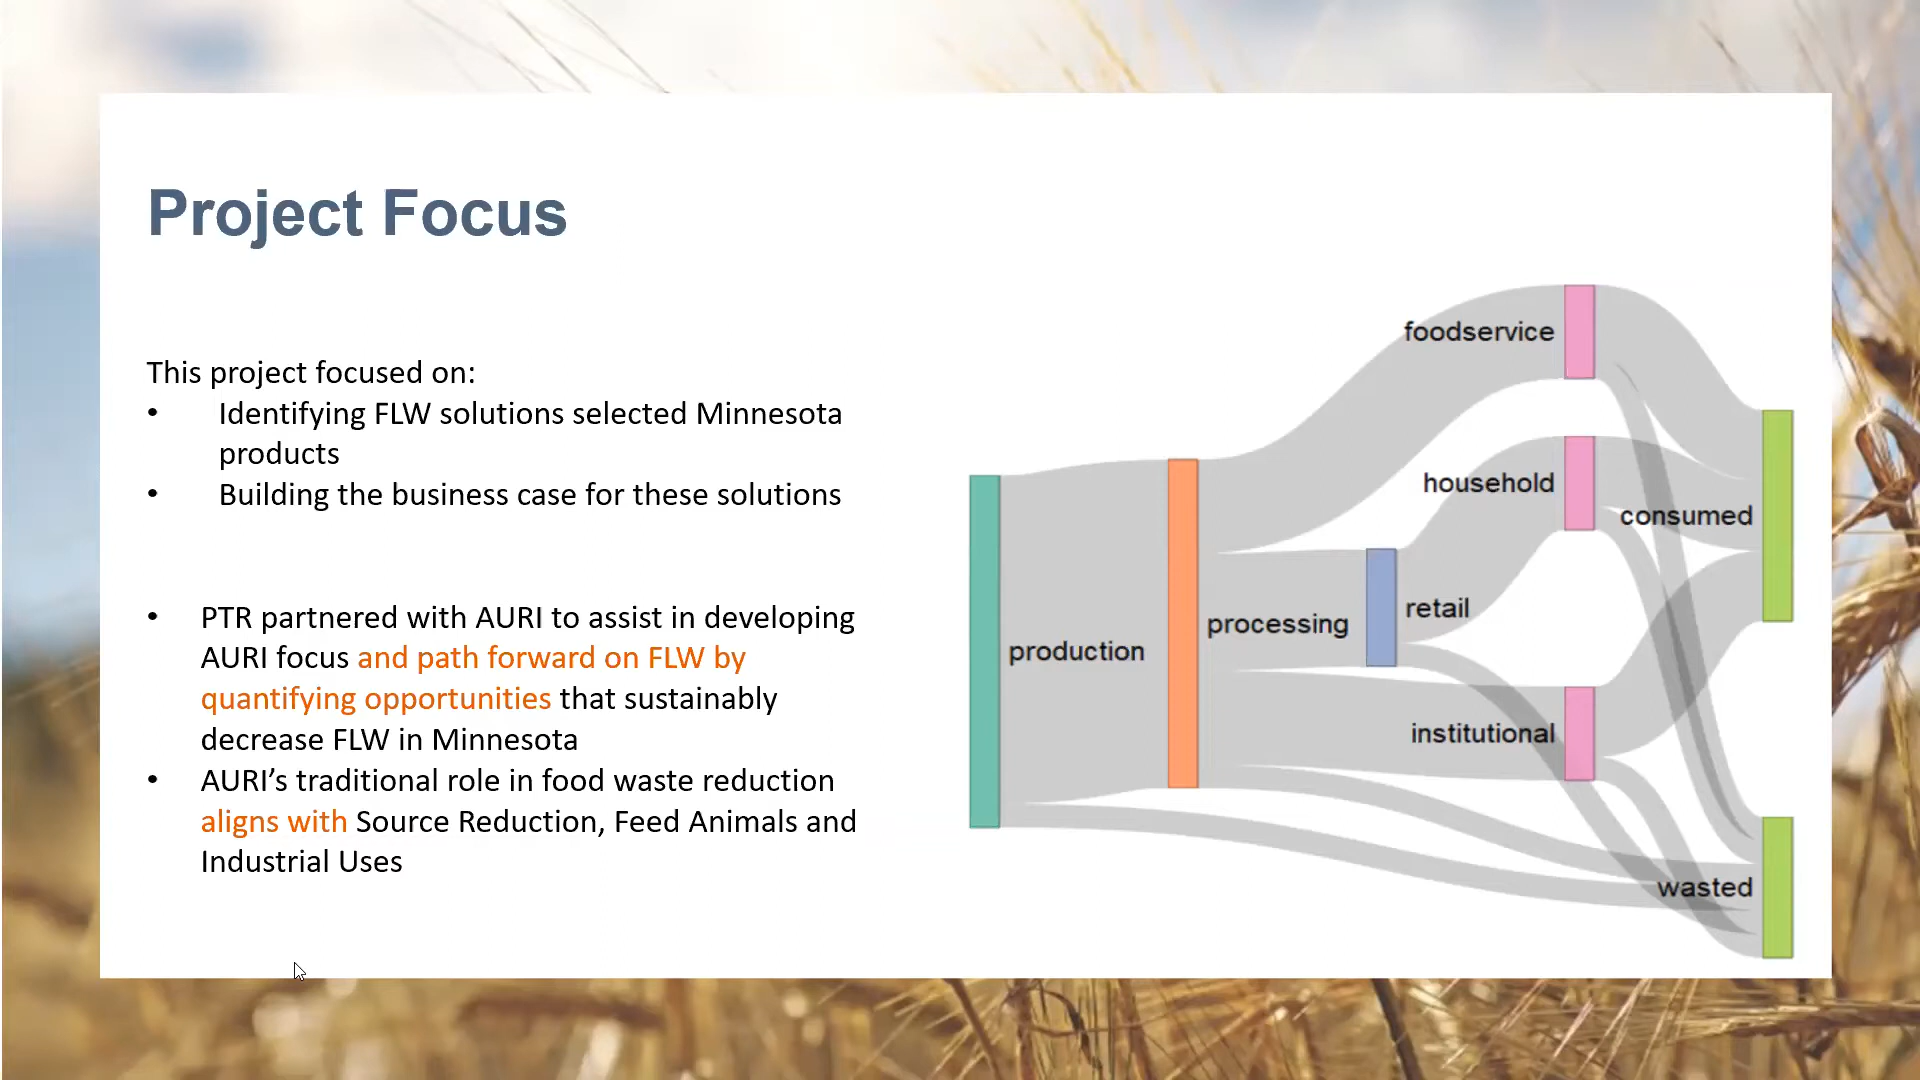 Project Focus
This project focused on:
• Identifying FLW solutions selected Minnesota
products
• Building the business case for these solutions
• PTR partnered with AURI to assist in developing
AURI focus and path forward on FLW by
quantifying opportunities that sustainably
decrease FLW in Minnesota
• AURI’s traditional role in food waste reduction
aligns with Source Reduction, Feed Animals and
Industrial Uses
foodservice
household
consumed
retail
processing
production
institutional
wasted